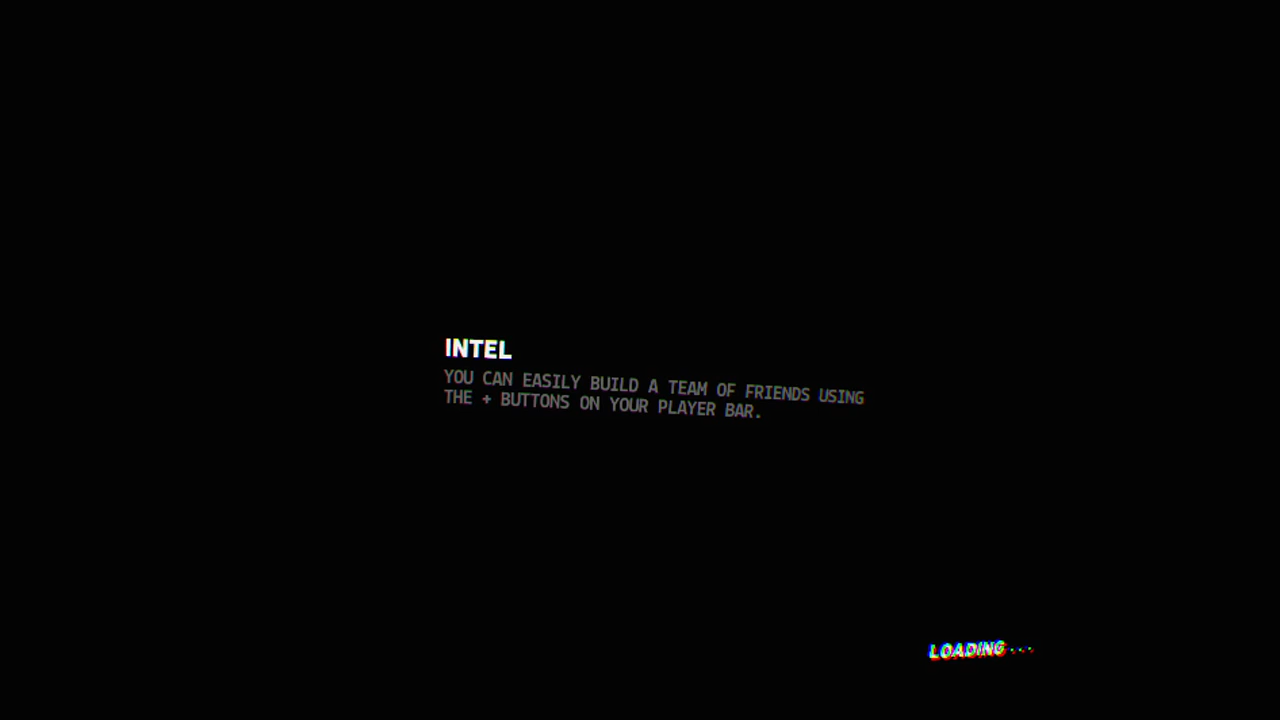 INTEL
YOU CAN EASILY BUILD A TEAM OF FRIENDS USING
THE + BUTTONS ON YOUR PLAYER BAR.
LOADING...